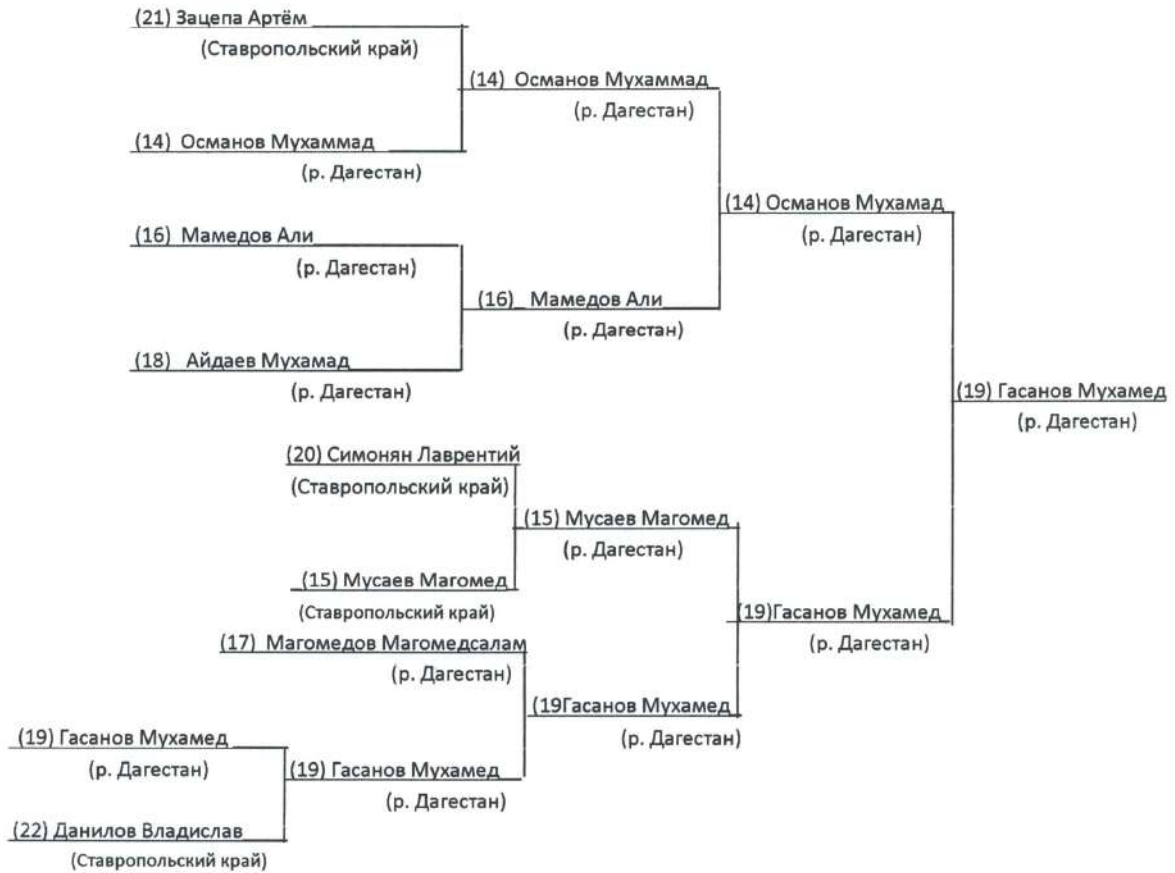 (21) Зацепа Артём
(Ставропольский край)
(14) Османов Мухаммад
(р. Дагестан)
(14) Османов Мухаммад
(р. Дагестан)
(14) Османов Мухамад
(р. Дагестан)
(16) Мамедов Али
(р. Дагестан)
(16) Мамедов Али
(р. Дагестан)
(18) Айдаев Мухамад
(р. Дагестан)
(19) Гасанов Мухамед
(р. Дагестан)
(20) Симонян Лаврентий
(Ставропольский край)
(15) Мусаев Магомед
(р. Дагестан)
(15) Мусаев Магомед
(Ставропольский край)
(19)Гасанов Мухамед
(р. Дагестан)
(17) Магомедов Магомедсалам
(р. Дагестан)
(19Гасанов Мухамед
(р. Дагестан)
(19) Гасанов Мухамед
(р. Дагестан)
(19) Гасанов Мухамед
(р. Дагестан)
(22) Данилов Владислав
(Ставропольский край)